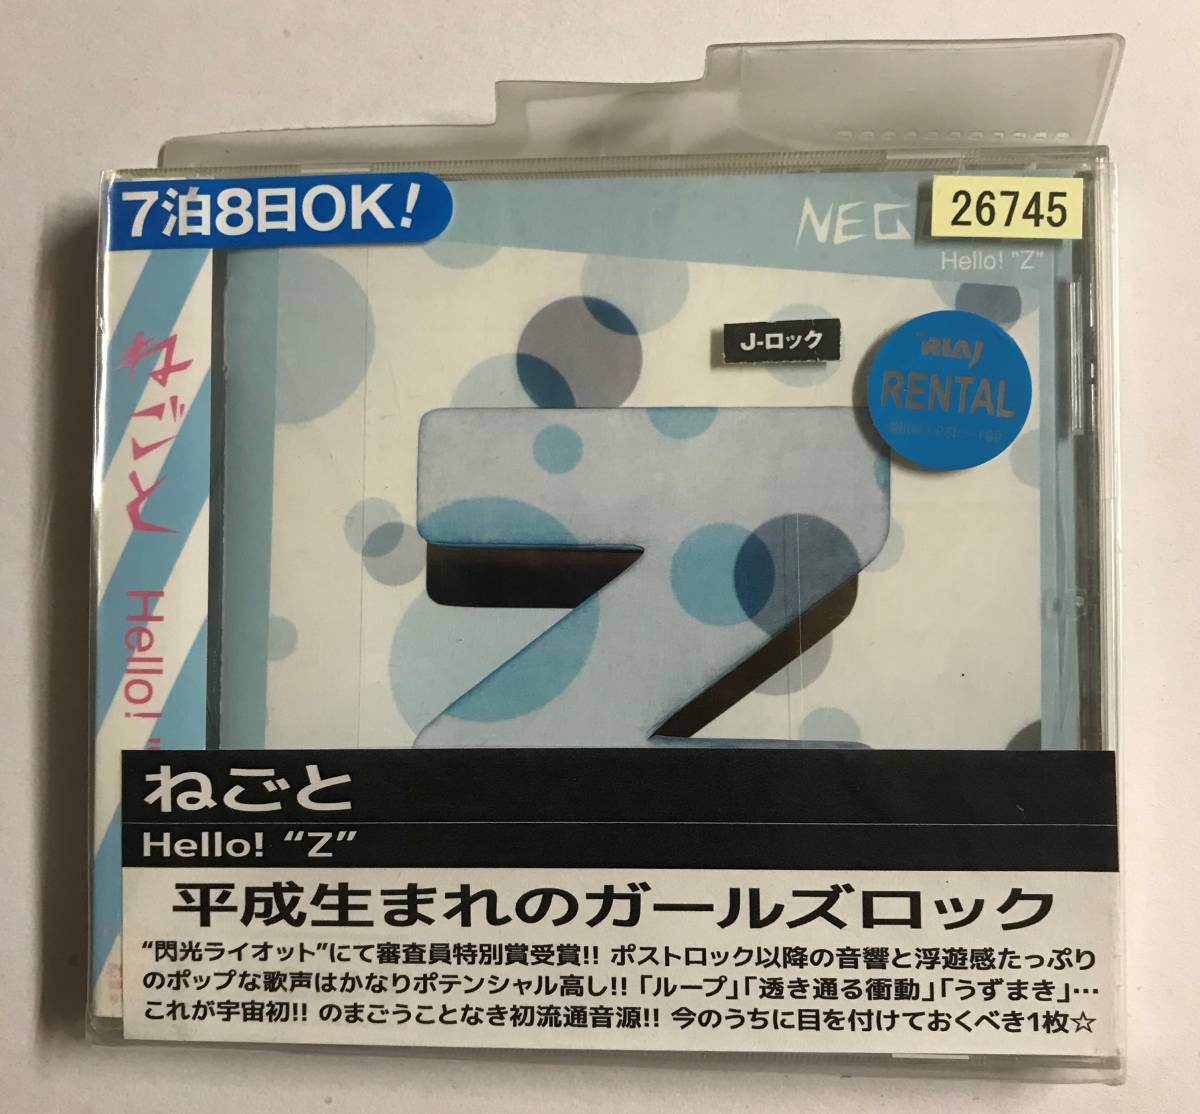 7泊8日OK!
NEG
26745
Hello! "Z"
J-ロック
RIAJ
RENTAL
ねごと Hello! "
ねごと
Hello! “Z”
平成生まれのガールズロック
“閃光ライオット”にて審査員特別賞受賞!! ポストロック以降の音響と浮遊感たっぷり
のポップな歌声はかなりポテンシャル高し!! 「ループ」「透き通る衝動」「うずまき」…
これが宇宙初!! のまごうことなき初流通音源!! 今のうちに目を付けておくべき1枚☆